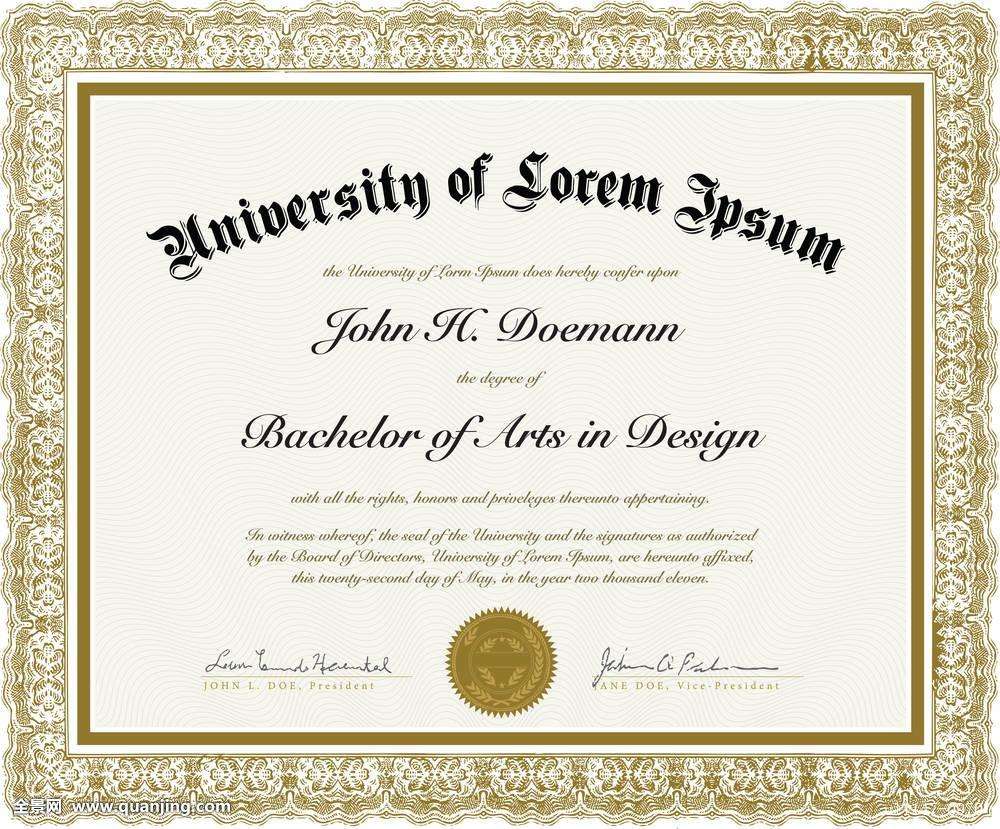 University of Lorem Ipsum
the University of Lorm Ipsum does hereby confer upon
John H. Doemann
the degree of
Bachelor of Arts in Design
with all the rights, honors and priveleges thereunto appertaining.
In witness whereof, the seal of the University and the signatures as authorized
by the Board of Directors, University of Lorem Ipsum, are hereunto affixed,
this twenty-second day of May, in the year two thousand eleven.
JOHN L. DOE, President
JANE DOE, Vice-President
全景网 www.quanjing.com